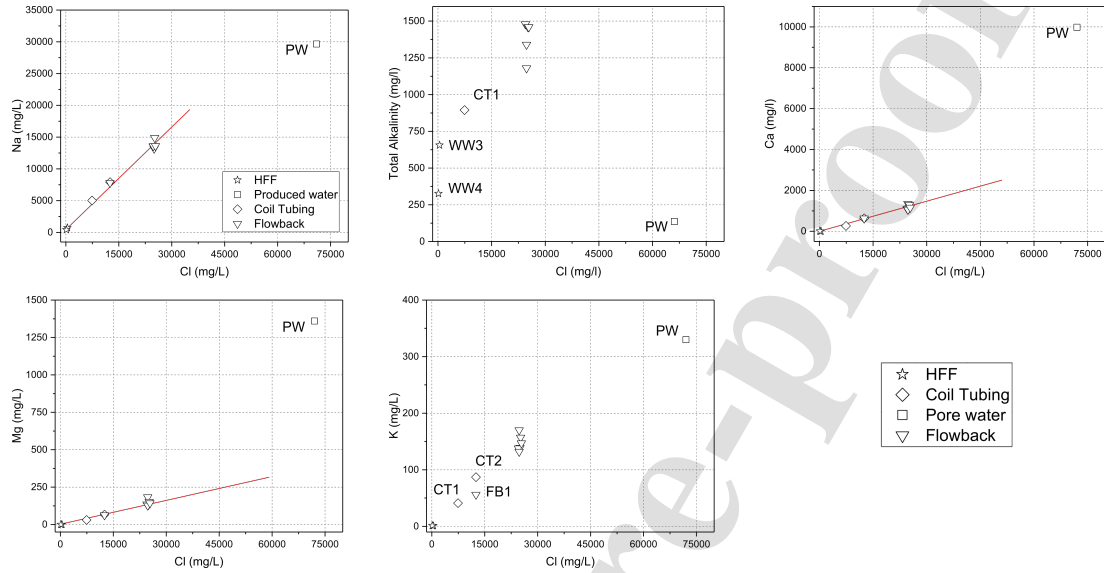 35000
30000
25000
20000
15000
10000
5000
0
Na (mg/L)
PW
HFF
Produced water
Coil Tubing
Flowback
0 15000 30000 45000 60000 75000
Cl (mg/L)
1500
1250
1000
750
500
250
0
Total Alkalinity (mg/l)
CT1
WW3
WW4
PW
0 15000 30000 45000 60000 75000
Cl (mg/l)
10000
8000
6000
4000
2000
0
Ca (mg/l)
PW
0 15000 30000 45000 60000 75000
Cl (mg/L)
1500
1250
1000
750
500
250
0
Mg (mg/L)
PW
0 15000 30000 45000 60000 75000
Cl (mg/L)
400
300
200
100
0
K (mg/L)
PW
CT2
CT1
FB1
0 15000 30000 45000 60000 75000
Cl (mg/L)
HFF
Coil Tubing
Pore water
Flowback
re-proo